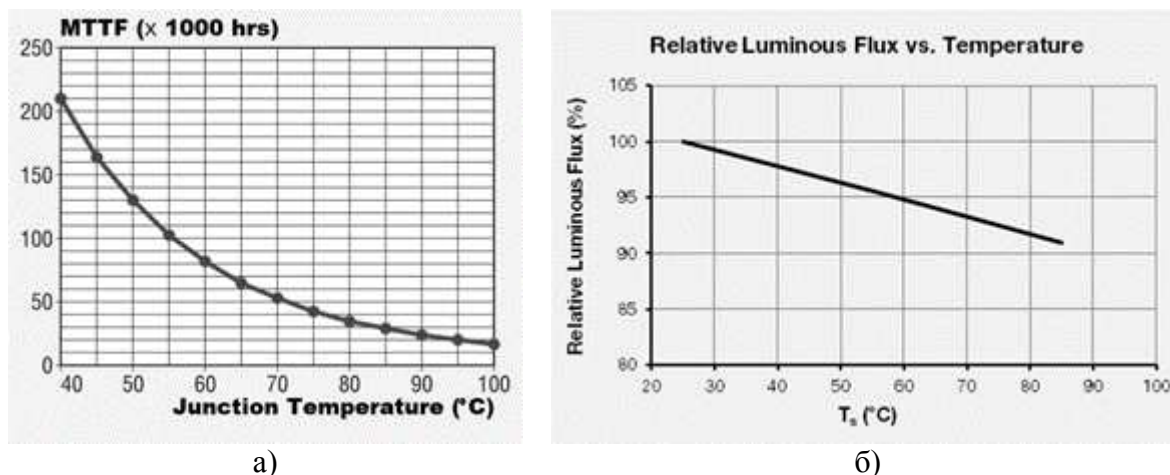 MTTF (x 1000 hrs)
250
200
150
100
50
0
40 50 60 70 80 90 100
Junction Temperature (°C)
а)
Relative Luminous Flux vs. Temperature
Relative Luminous Flux (%)
105
100
95
90
85
80
20 30 40 50 60 70 80 90 100
Ts (°C)
б)